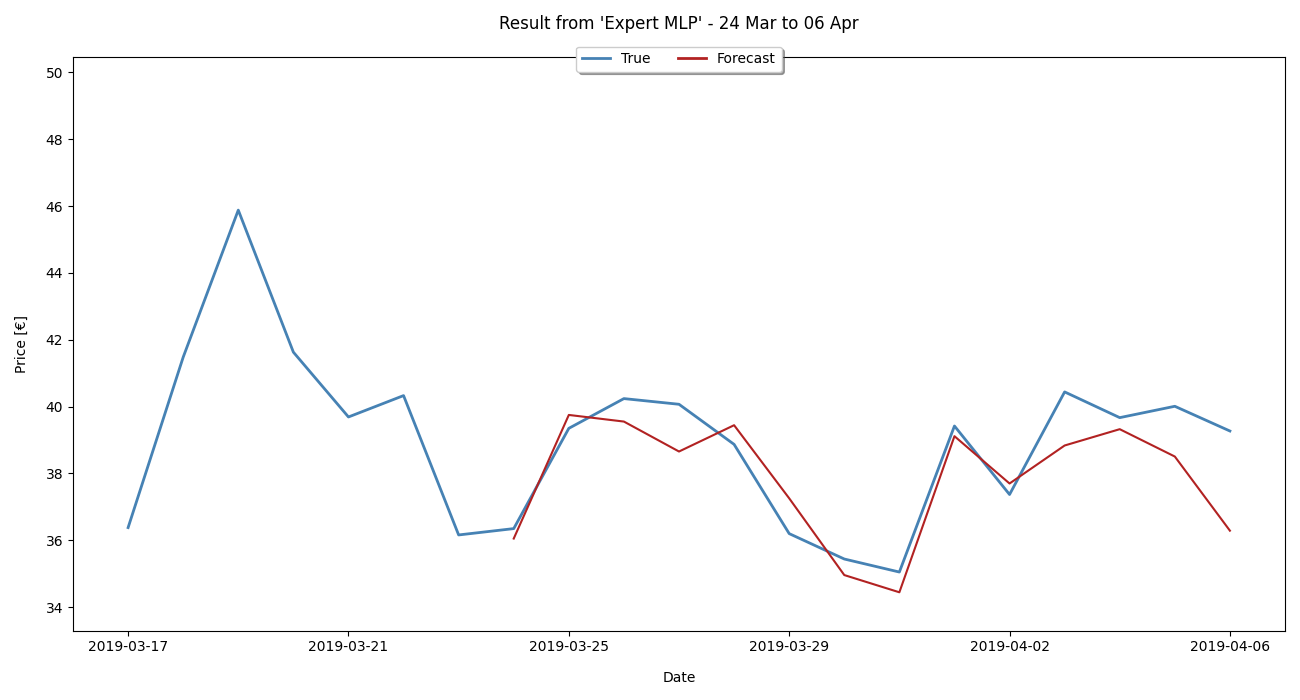 Result from 'Expert MLP' - 24 Mar to 06 Apr
True Forecast
50
48
46
44
42
40
38
36
34
Price [€]
2019-03-17 2019-03-21 2019-03-25 2019-03-29 2019-04-02 2019-04-06
Date